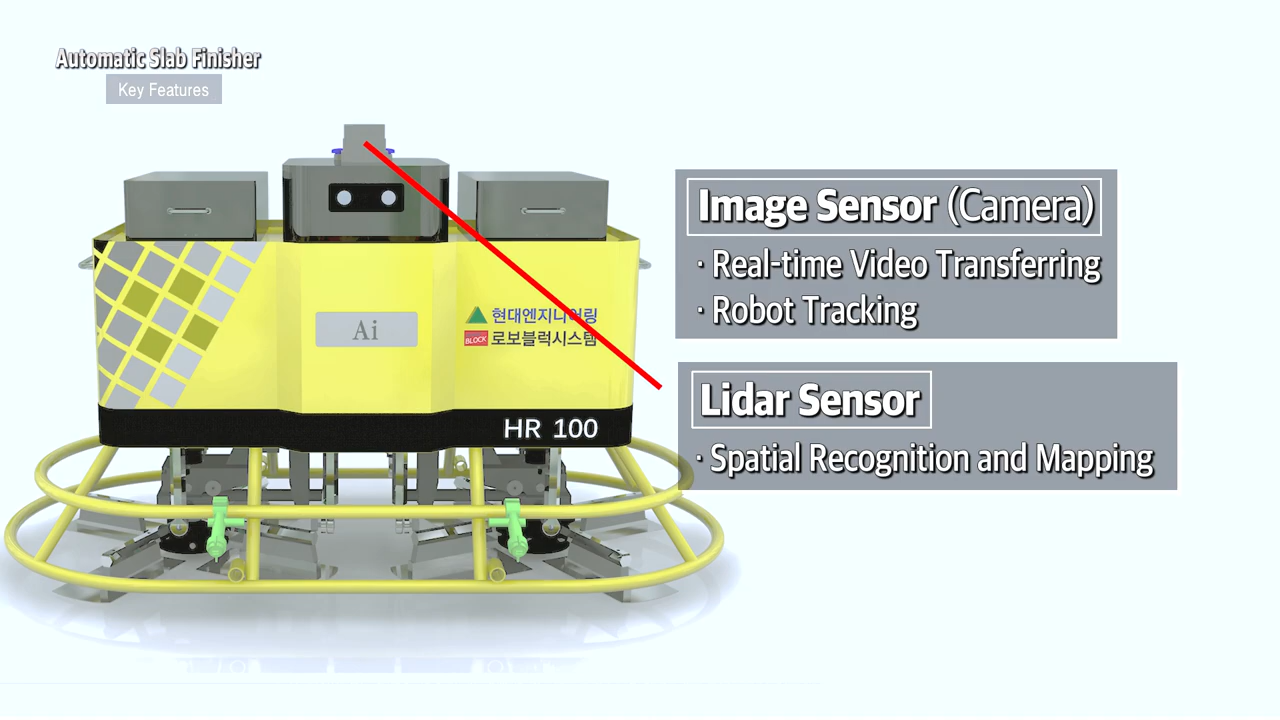 Automatic Slab Finisher
Key Features
Image Sensor (Camera)
· Real-time Video Transferring
· Robot Tracking
Ai
현대엔지니어링
BLOCK 로보블럭시스템
Lidar Sensor
· Spatial Recognition and Mapping
HR 100